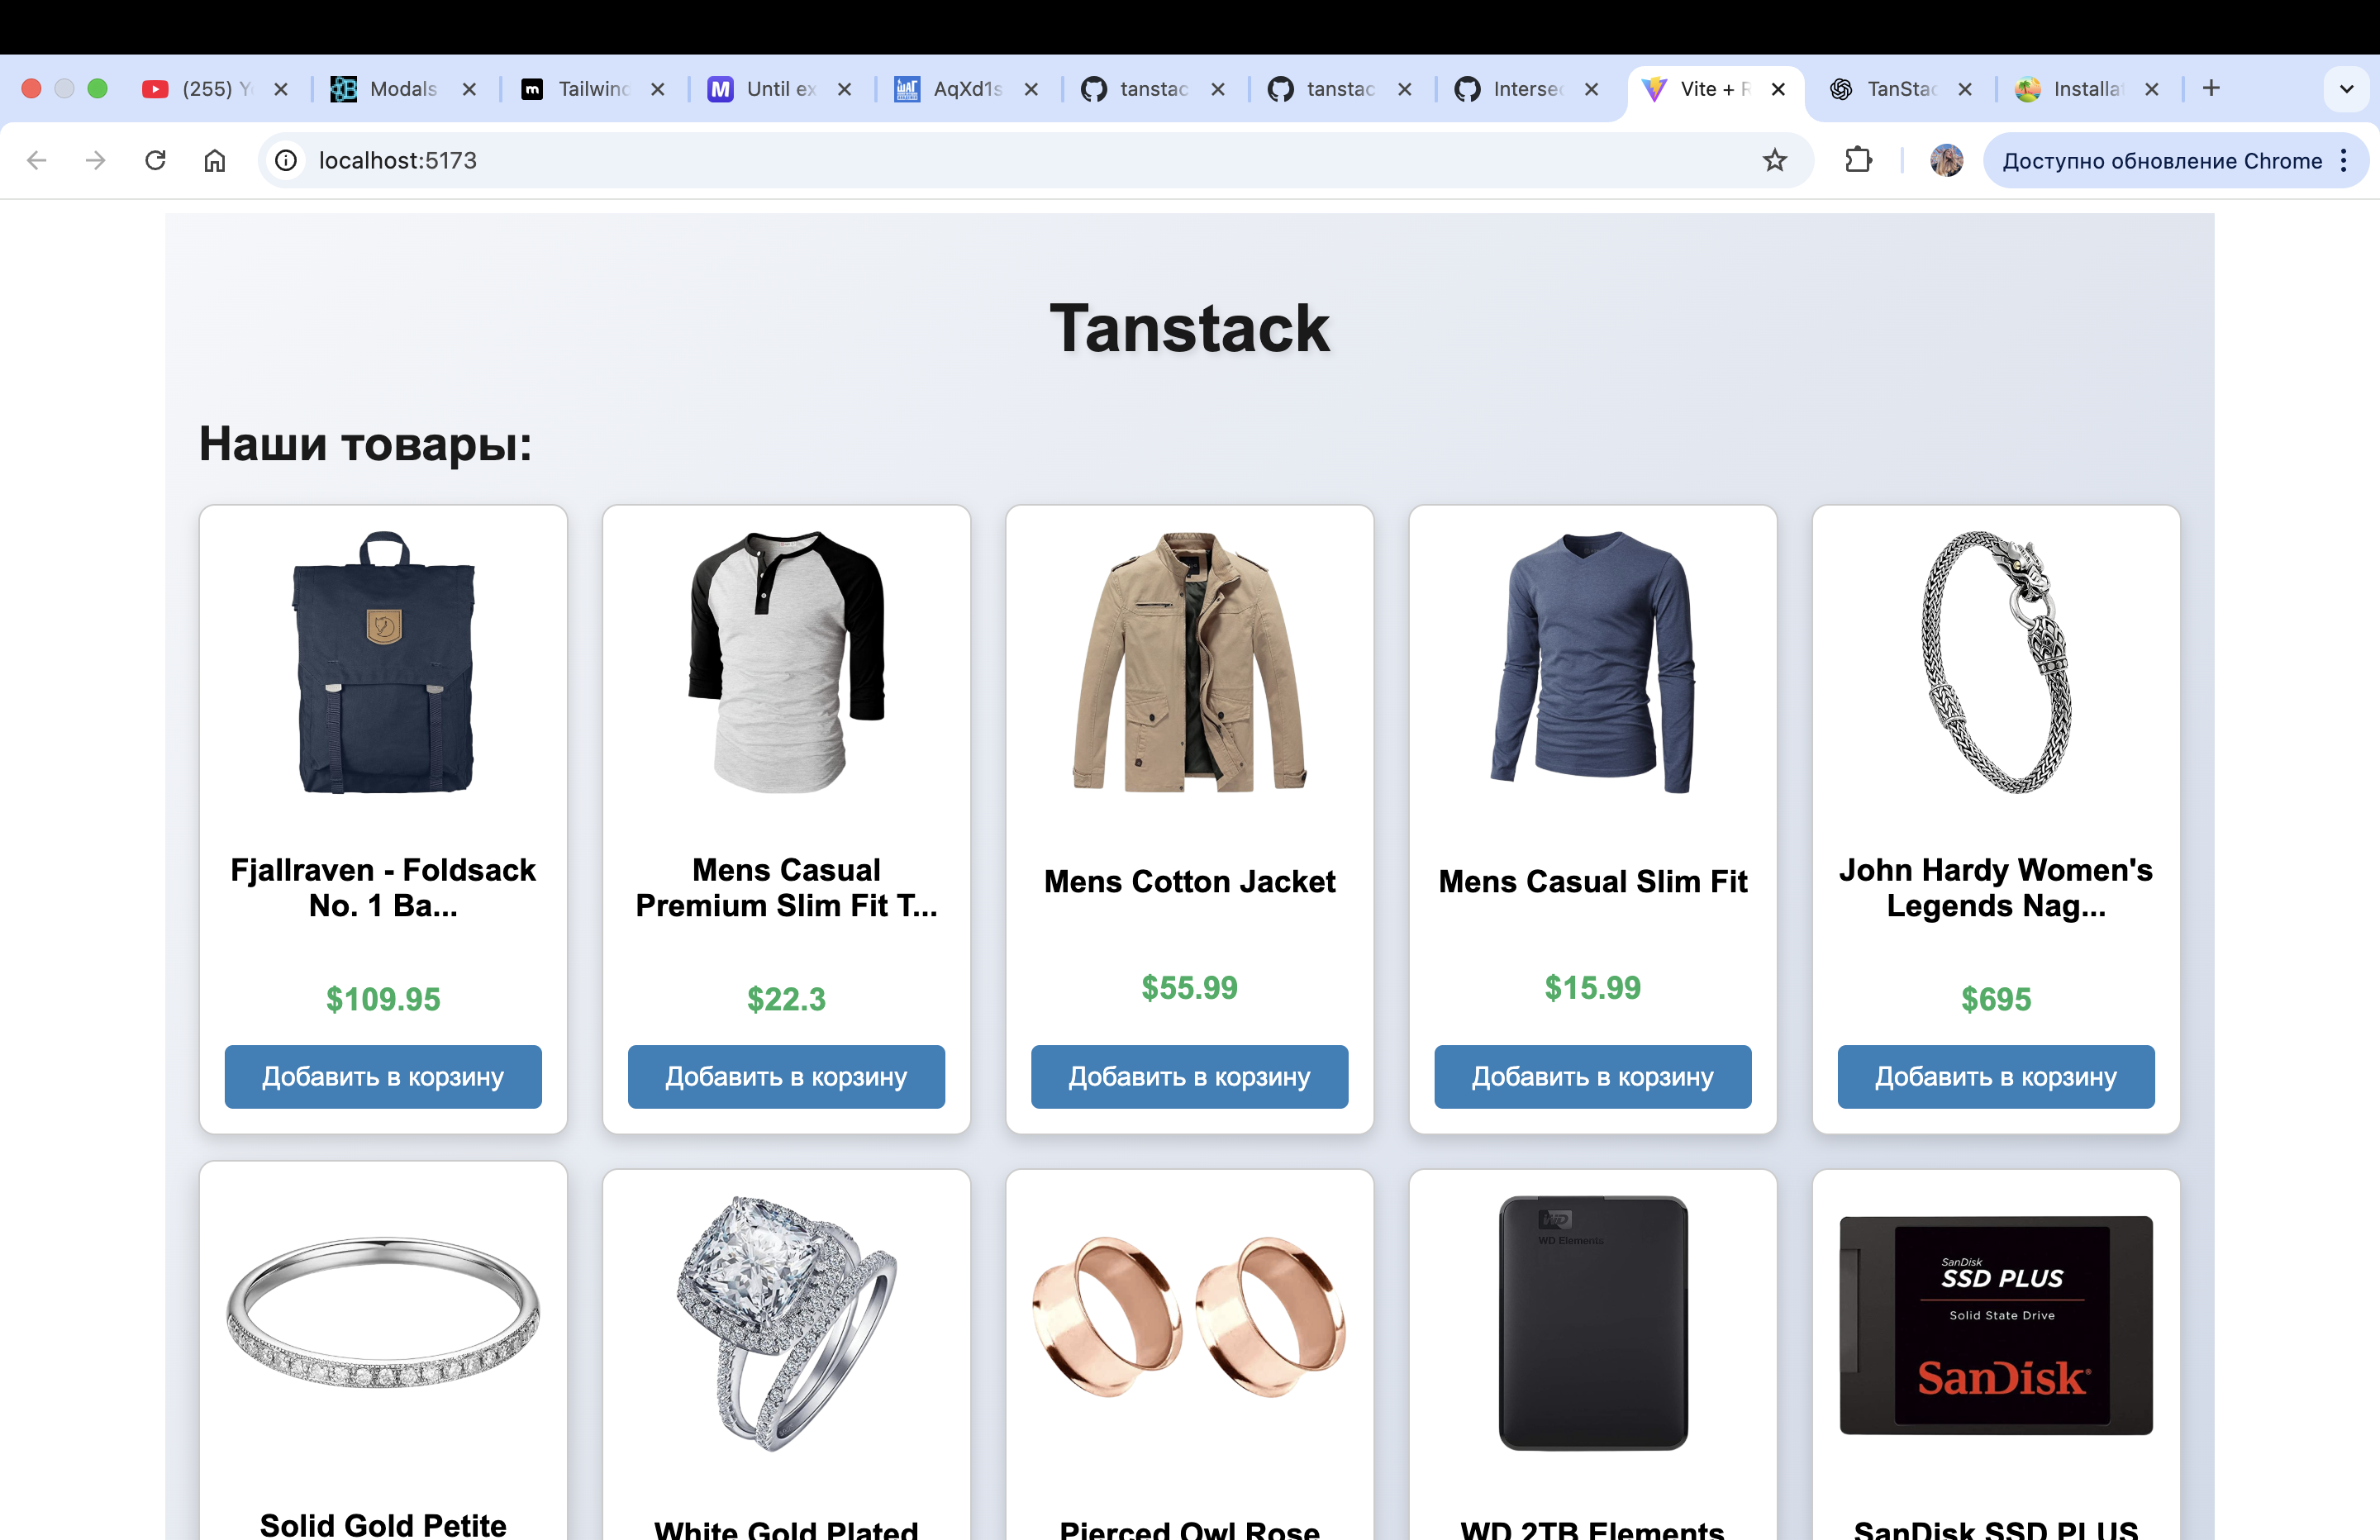 (255) Y
Modals
Tailwind
Until ex
AqXd1s
tanstac
tanstac
Intersec
Vite + R
TanStac
Installat
localhost:5173
Доступно обновление Chrome
Tanstack
Наши товары:
Fjallraven - Foldsack
No. 1 Ba...
$109.95
Добавить в корзину
Mens Casual
Premium Slim Fit T...
$22.3
Добавить в корзину
Mens Cotton Jacket
$55.99
Добавить в корзину
Mens Casual Slim Fit
$15.99
Добавить в корзину
John Hardy Women's
Legends Nag...
$695
Добавить в корзину
Solid Gold Petite
White Gold Plated
Pierced Owl Rose
WD
WD Elements
WD 2TB Elements
SanDisk
SSD PLUS
Solid State Drive
SanDisk
SanDisk SSD PLUS